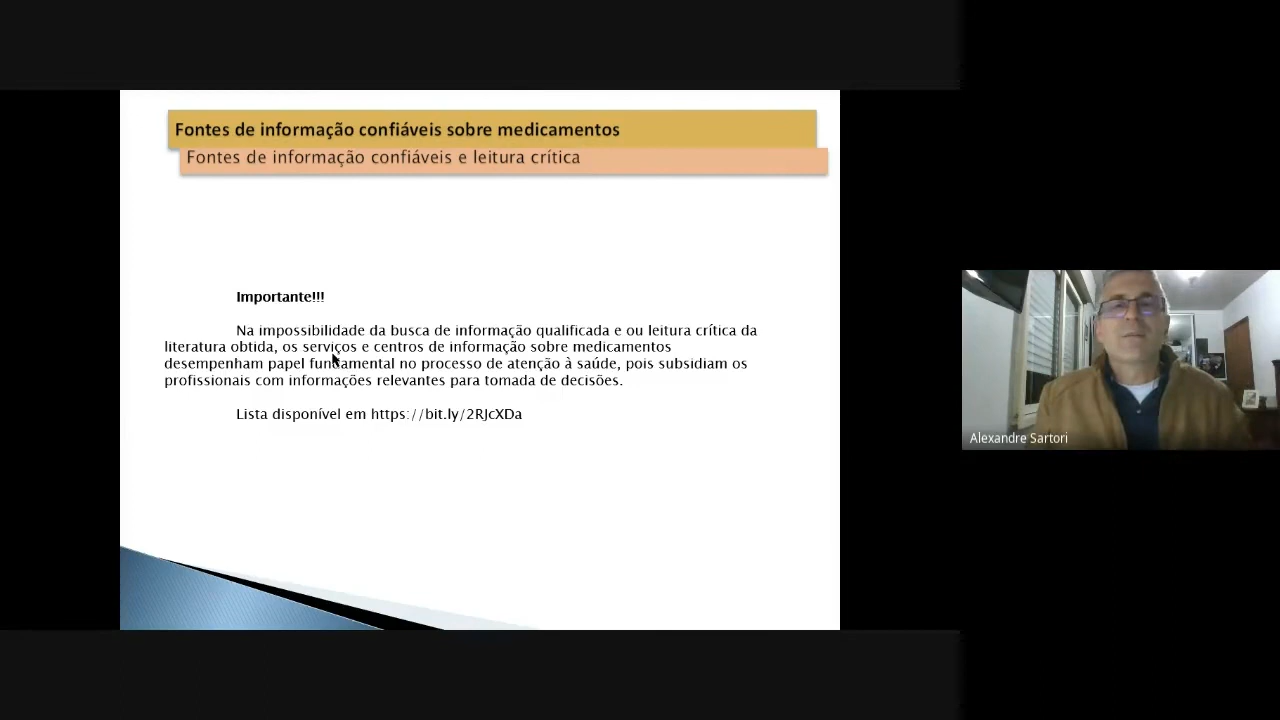 Fontes de informação confiáveis sobre medicamentos
Fontes de informação confiáveis e leitura crítica
Importante!!!
Na impossibilidade da busca de informação qualificada e ou leitura crítica da
literatura obtida, os serviços e centros de informação sobre medicamentos
desempenham papel fundamental no processo de atenção à saúde, pois subsidiam os
profissionais com informações relevantes para tomada de decisões.
Lista disponível em https://bit.ly/2RJcXDa
Alexandre Sartori